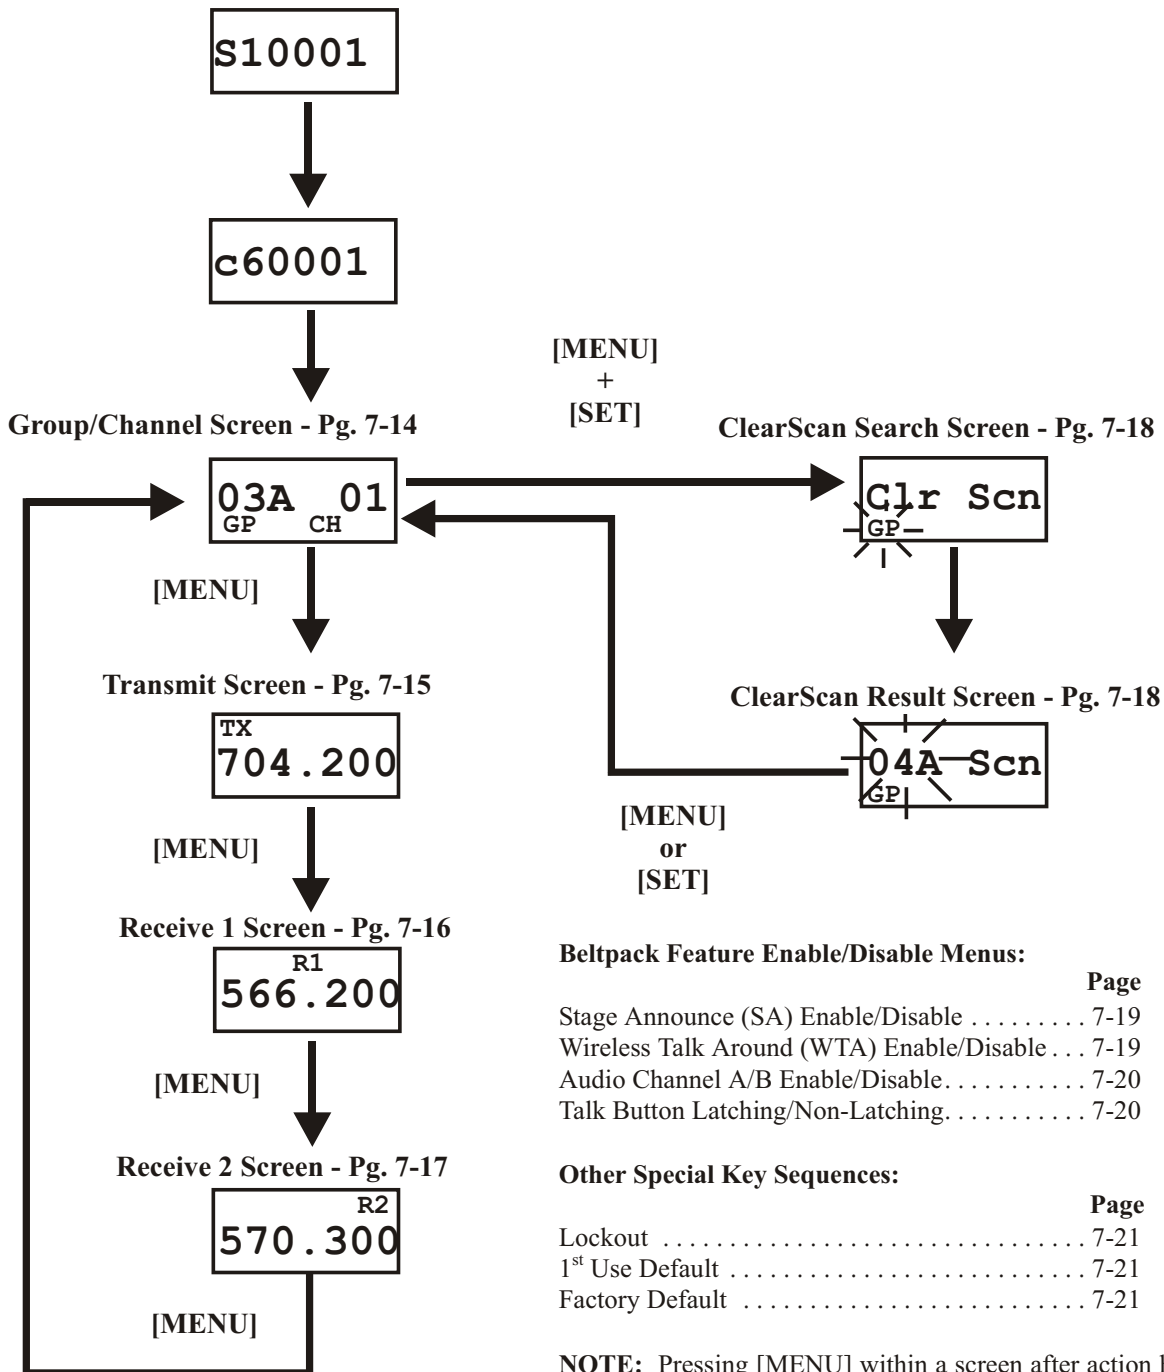 S10001
c60001
[MENU]
+
[SET]
Group/Channel Screen - Pg. 7-14
03A 01
GP CH
ClearScan Search Screen - Pg. 7-18
Clr Scn
GP
[MENU]
Transmit Screen - Pg. 7-15
TX
704.200
ClearScan Result Screen - Pg. 7-18
04A Scn
GP
[MENU]
or
[SET]
[MENU]
Receive 1 Screen - Pg. 7-16
R1
566.200
[MENU]
Receive 2 Screen - Pg. 7-17
R2
570.300
[MENU]
Beltpack Feature Enable/Disable Menus:
Page
Stage Announce (SA) Enable/Disable . . . . . . . . . 7-19
Wireless Talk Around (WTA) Enable/Disable . . . 7-19
Audio Channel A/B Enable/Disable. . . . . . . . . . . 7-20
Talk Button Latching/Non-Latching. . . . . . . . . . . 7-20
Other Special Key Sequences:
Page
Lockout . . . . . . . . . . . . . . . . . . . . . . . . . . . . . . . . 7-21
1st Use Default . . . . . . . . . . . . . . . . . . . . . . . . . . . 7-21
Factory Default . . . . . . . . . . . . . . . . . . . . . . . . . . 7-21
NOTE: Pressing [MENU] within a screen after action